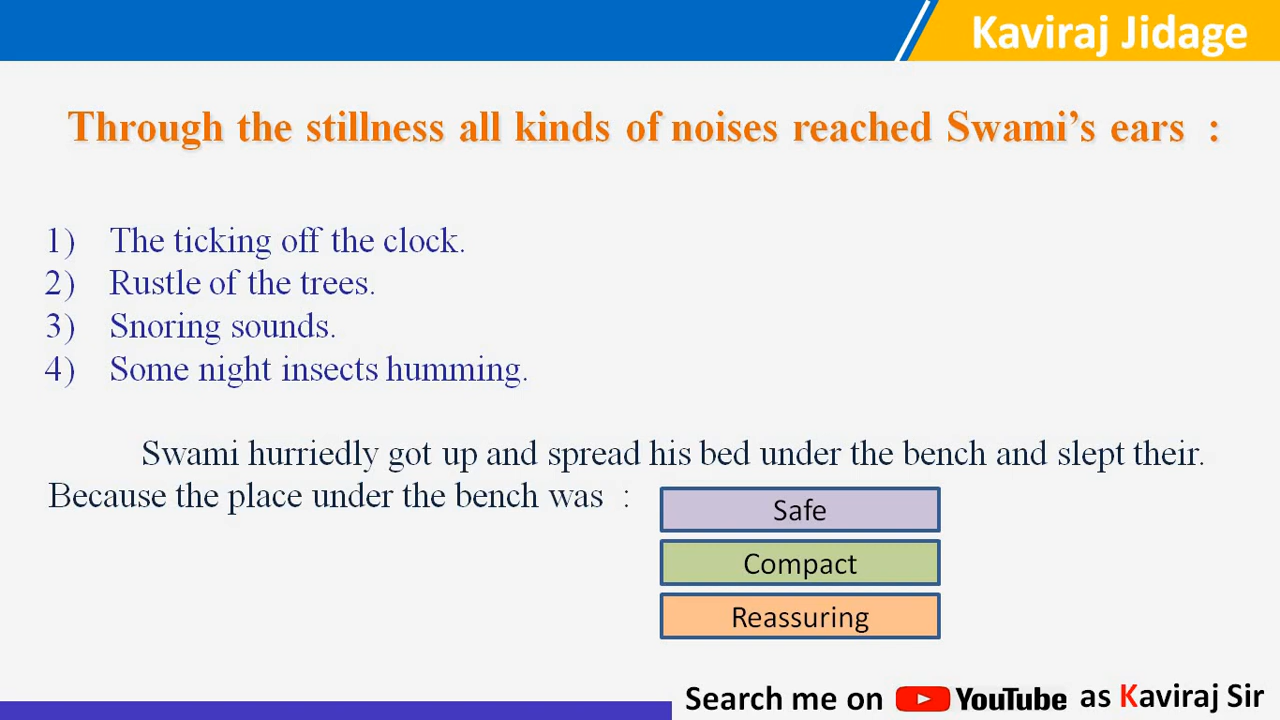 Kaviraj Jidage
Through the stillness all kinds of noises reached Swami’s ears :
1) The ticking off the clock.
2) Rustle of the trees.
3) Snoring sounds.
4) Some night insects humming.
Swami hurriedly got up and spread his bed under the bench and slept their.
Because the place under the bench was :
Safe
Compact
Reassuring
Search me on YouTube as Kaviraj Sir